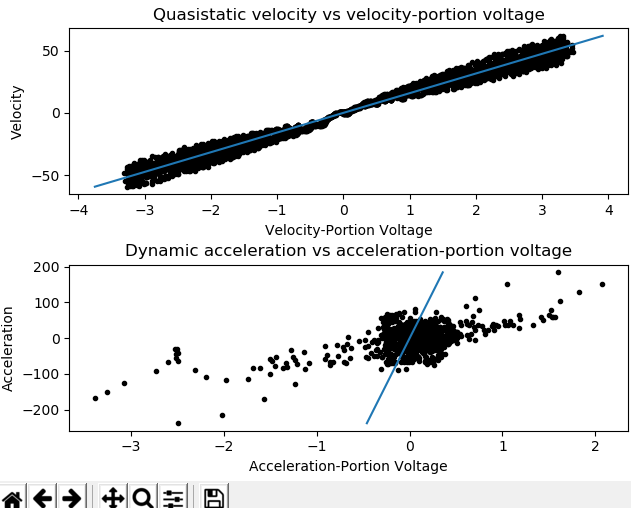 Quasistatic velocity vs velocity-portion voltage
50
0
−50
Velocity
−4 −3 −2 −1 0 1 2 3 4
Velocity-Portion Voltage
Dynamic acceleration vs acceleration-portion voltage
200
100
0
−100
−200
Acceleration
−3 −2 −1 0 1 2
Acceleration-Portion Voltage